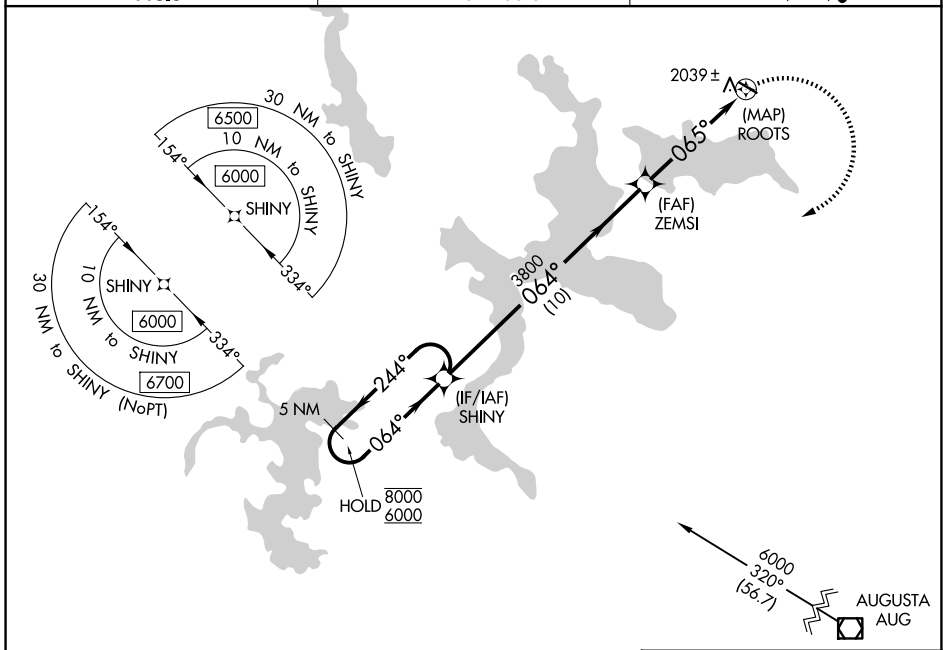 30 NM to SHINY
6500
10 NM to SHINY
6000
154°
SHINY
334°
154°
SHINY
6000
334°
10 NM to SHINY
6700
30 NM to SHINY (NoPT)
2039±
(MAP)
ROOTS
065°
(FAF)
ZEMSI
3800
064°
(10)
244°
5 NM
064°
(IF/IAF)
SHINY
HOLD 8000
6000
6000
320°
(56.7)
AUGUSTA
AUG